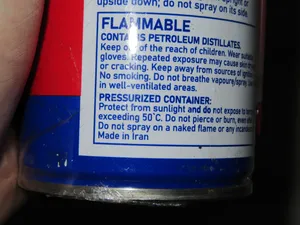 upside down; do not spray on its side.
FLAMMABLE
CONTAINS PETROLEUM DISTILLATES.
Keep out of the reach of children. Wear
gloves. Repeated exposure may cause
or cracking. Keep away from sources of
No smoking. Do not breathe vapour/spray
in well-ventilated areas.
PRESSURIZED CONTAINER:
Protect from sunlight and do not expose to
exceeding 50°C. Do not pierce or burn, even
Do not spray on a naked flame or any
Made in Iran